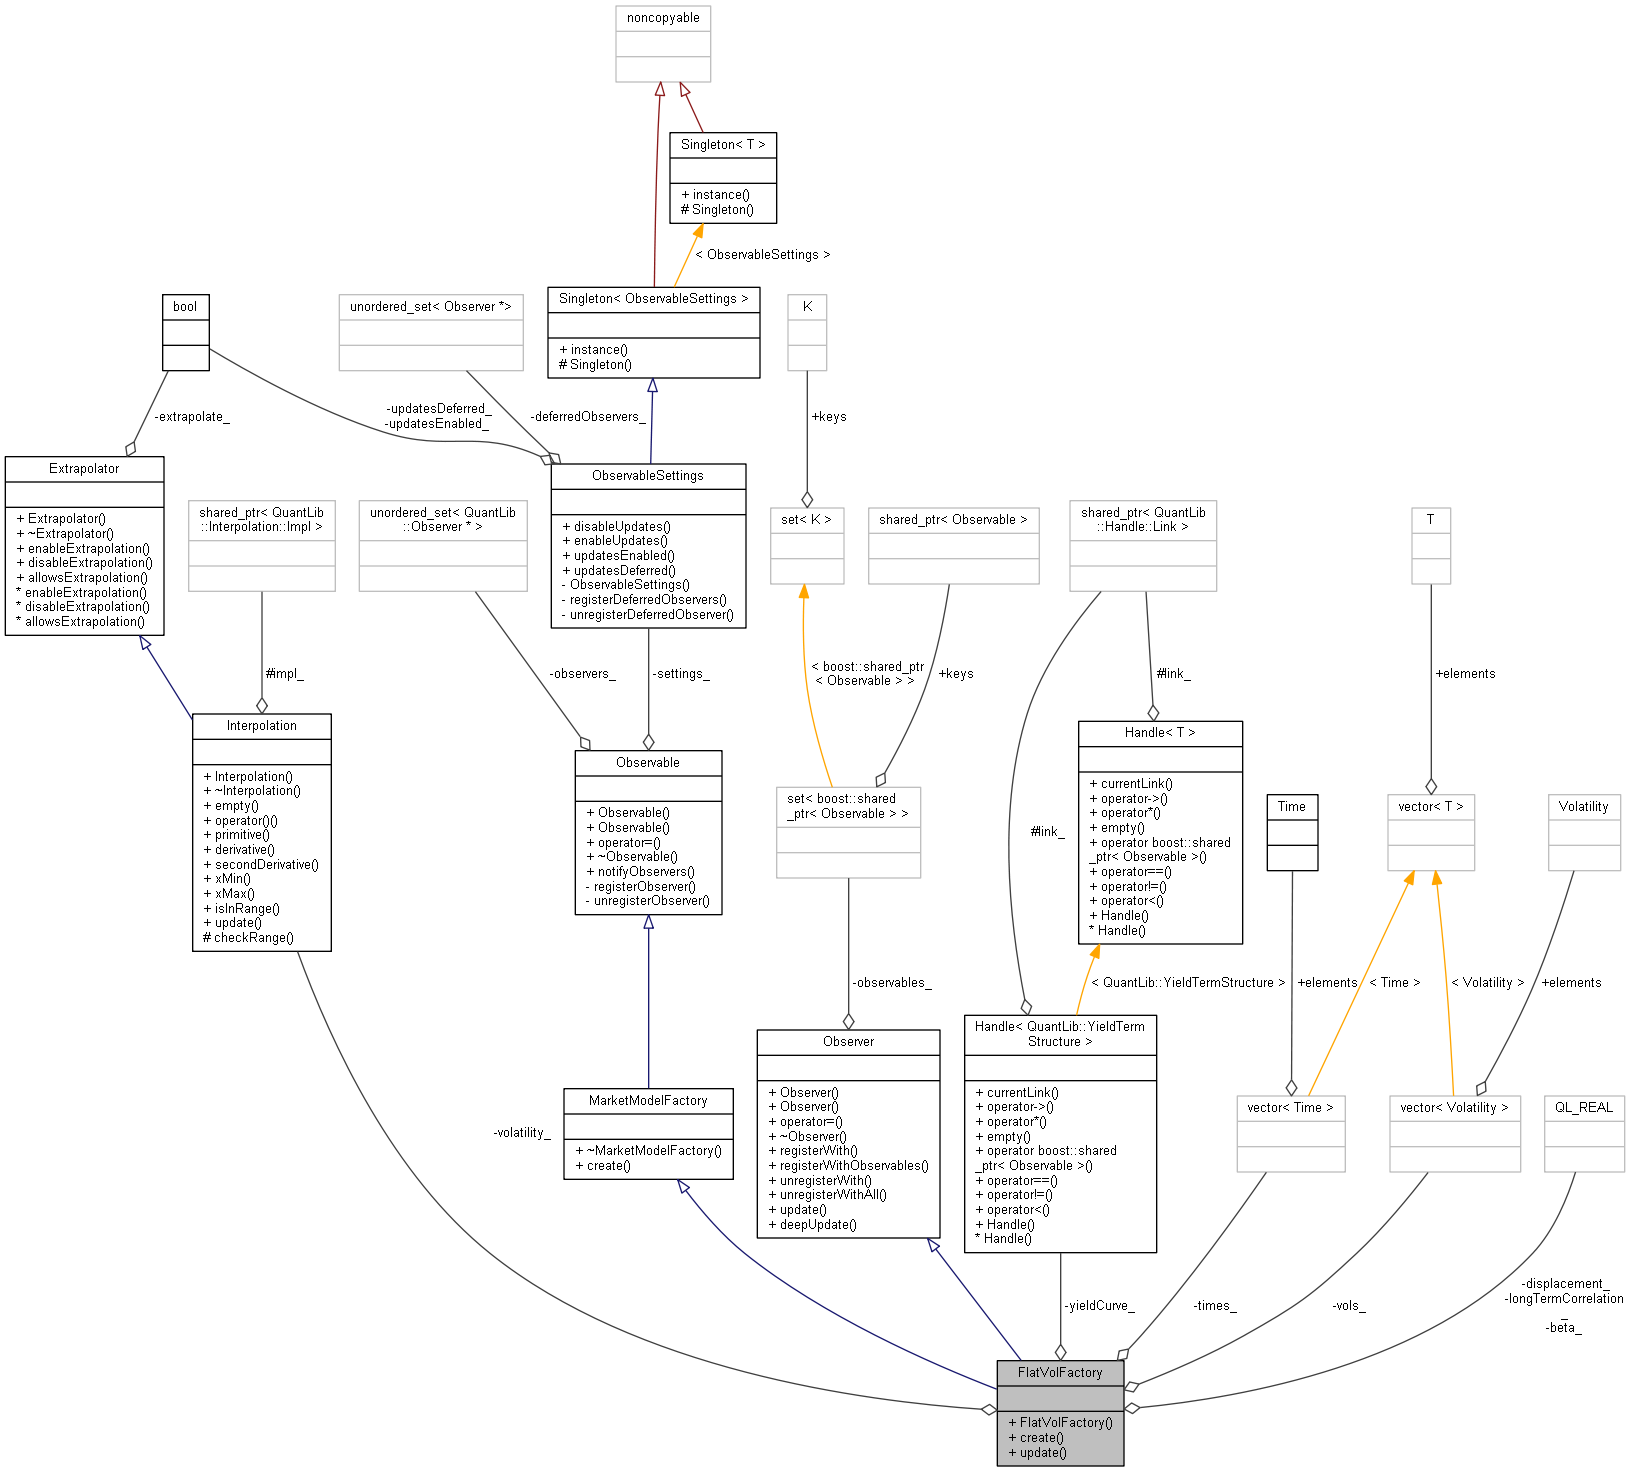 noncopyable
Singleton< T >
+ instance()
# Singleton()
< ObservableSettings >
bool
unordered_set< Observer *>
Singleton< ObservableSettings >
+ instance()
# Singleton()
K
-extrapolate_
-updatesDeferred_
-updatesEnabled_
-deferredObservers_
+keys
Extrapolator
+ Extrapolator()
+ ~Extrapolator()
+ enableExtrapolation()
+ disableExtrapolation()
+ allowsExtrapolation()
* enableExtrapolation()
* disableExtrapolation()
* allowsExtrapolation()
shared_ptr< QuantLib
::Interpolation::Impl >
unordered_set< QuantLib
::Observer * >
ObservableSettings
+ disableUpdates()
+ enableUpdates()
+ updatesEnabled()
+ updatesDeferred()
- ObservableSettings()
- registerDeferredObservers()
- unregisterDeferredObserver()
set< K >
shared_ptr< Observable >
shared_ptr< QuantLib
::Handle::Link >
T
#impl_
-observers_
-settings_
< boost::shared_ptr
< Observable > >
+keys
#link_
+elements
Interpolation
+ Interpolation()
+ ~Interpolation()
+ empty()
+ operator()()
+ primitive()
+ derivative()
+ secondDerivative()
+ xMin()
+ xMax()
+ isInRange()
+ update()
# checkRange()
Observable
+ Observable()
+ Observable()
+ operator=()
+ ~Observable()
+ notifyObservers()
- registerObserver()
- unregisterObserver()
set< boost::shared
_ptr< Observable > >
#link_
Handle< T >
+ currentLink()
+ operator->()
+ operator*()
+ empty()
+ operator boost::shared
_ptr< Observable >()
+ operator==()
+ operator!=()
+ operator<()
+ Handle()
* Handle()
Time
vector< T >
Volatility
-observables_
< QuantLib::YieldTermStructure >
+elements
< Time >
< Volatility >
+elements
-volatility_
MarketModelFactory
+ ~MarketModelFactory()
+ create()
Observer
+ Observer()
+ Observer()
+ operator=()
+ ~Observer()
+ registerWith()
+ registerWithObservables()
+ unregisterWith()
+ unregisterWithAll()
+ update()
+ deepUpdate()
Handle< QuantLib::YieldTerm
Structure >
+ currentLink()
+ operator->()
+ operator*()
+ empty()
+ operator boost::shared
_ptr< Observable >()
+ operator==()
+ operator!=()
+ operator<()
+ Handle()
* Handle()
vector< Time >
vector< Volatility >
QL_REAL
-yieldCurve_
-times_
-vols_
-displacement_
-longTermCorrelation
_
-beta_
FlatVolFactory
+ FlatVolFactory()
+ create()
+ update()